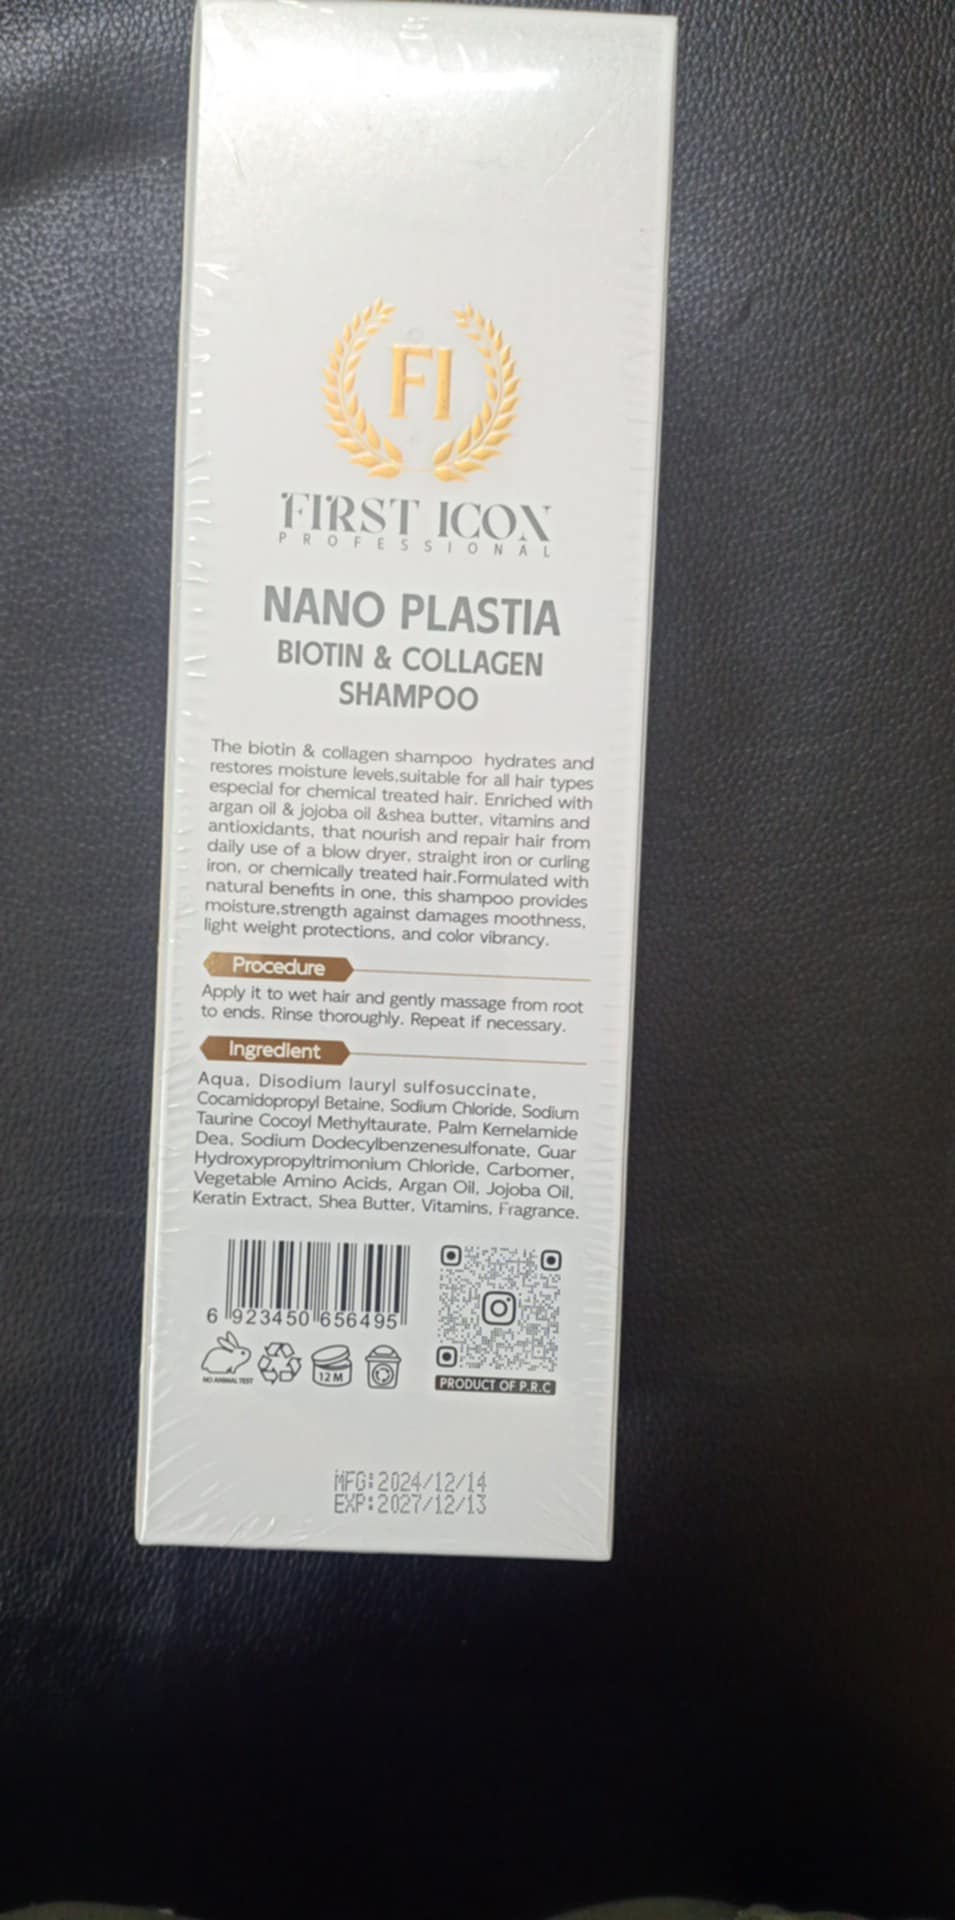 FI
FIRST ICON
PROFESSIONAL
NANO PLASTIA
BIOTIN & COLLAGEN
SHAMPOO
The biotin & collagen shampoo hydrates and
restores moisture levels,suitable for all hair types
especial for chemical treated hair. Enriched with
argan oil & jojoba oil &shea butter, vitamins and
antioxidants, that nourish and repair hair from
daily use of a blow dryer, straight iron or curling
iron, or chemically treated hair.Formulated with
natural benefits in one, this shampoo provides
moisture,strength against damages moothness,
light weight protections, and color vibrancy.
Procedure
Apply it to wet hair and gently massage from root
to ends. Rinse thoroughly. Repeat if necessary.
Ingredient
Aqua, Disodium lauryl sulfosuccinate,
Cocamidopropyl Betaine, Sodium Chloride, Sodium
Taurine Cocoyl Methyltaurate, Palm Kernelamide
Dea, Sodium Dodecylbenzenesulfonate, Guar
Hydroxypropyltrimonium Chloride, Carbomer,
Vegetable Amino Acids, Argan Oil, Jojoba Oil,
Keratin Extract, Shea Butter, Vitamins, Fragrance.
6 923450 656495
NO ANIMAL TEST
12 M
PRODUCT OF P.R.C
MFG:2024/12/14
EXP:2027/12/13